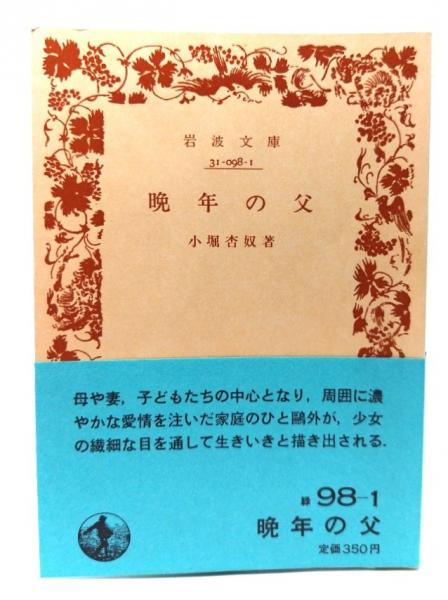 岩波文庫
31-098-1
晩年の父
小堀杏奴著
母や妻，子どもたちの中心となり，周囲に濃
やかな愛情を注いだ家庭のひと鷗外が，少女
の繊細な目を通して生きいきと描き出される．
緑 98-1
晩年の父
定価350円